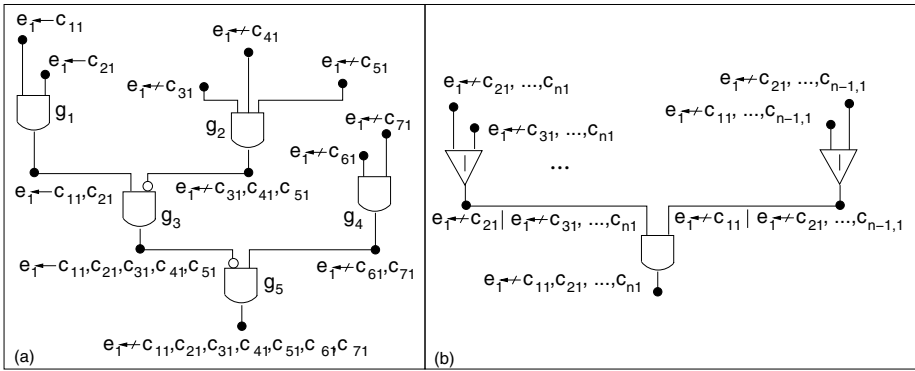 e₁ ← c₁₁
e₁ ↚ c₄₁
e₁ ← c₂₁
e₁ ↚ c₃₁
e₁ ↚ c₅₁
g₁
g₂
e₁ ↚ c₇₁
e₁ ↚ c₆₁
e₁ ← c₁₁,c₂₁
e₁ ↚ c₃₁,c₄₁,c₅₁
g₃
g₄
e₁ ← c₁₁,c₂₁,c₃₁,c₄₁,c₅₁
g₅
e₁ ↚ c₆₁,c₇₁
e₁ ↚ c₁₁,c₂₁,c₃₁,c₄₁,c₅₁,c₆₁,c₇₁
(a)
e₁ ↚ c₂₁, ...,cₙ₁
e₁ ↚ c₂₁, ...,cₙ₋₁,₁
e₁ ↚ c₃₁, ...,cₙ₁
e₁ ↚ c₁₁, ...,cₙ₋₁,₁
...
e₁ ↚ c₂₁ | e₁ ↚ c₃₁, ...,cₙ₁
e₁ ↚ c₁₁ | e₁ ↚ c₂₁, ...,cₙ₋₁,₁
e₁ ↚ c₁₁,c₂₁, ...,cₙ₁
(b)